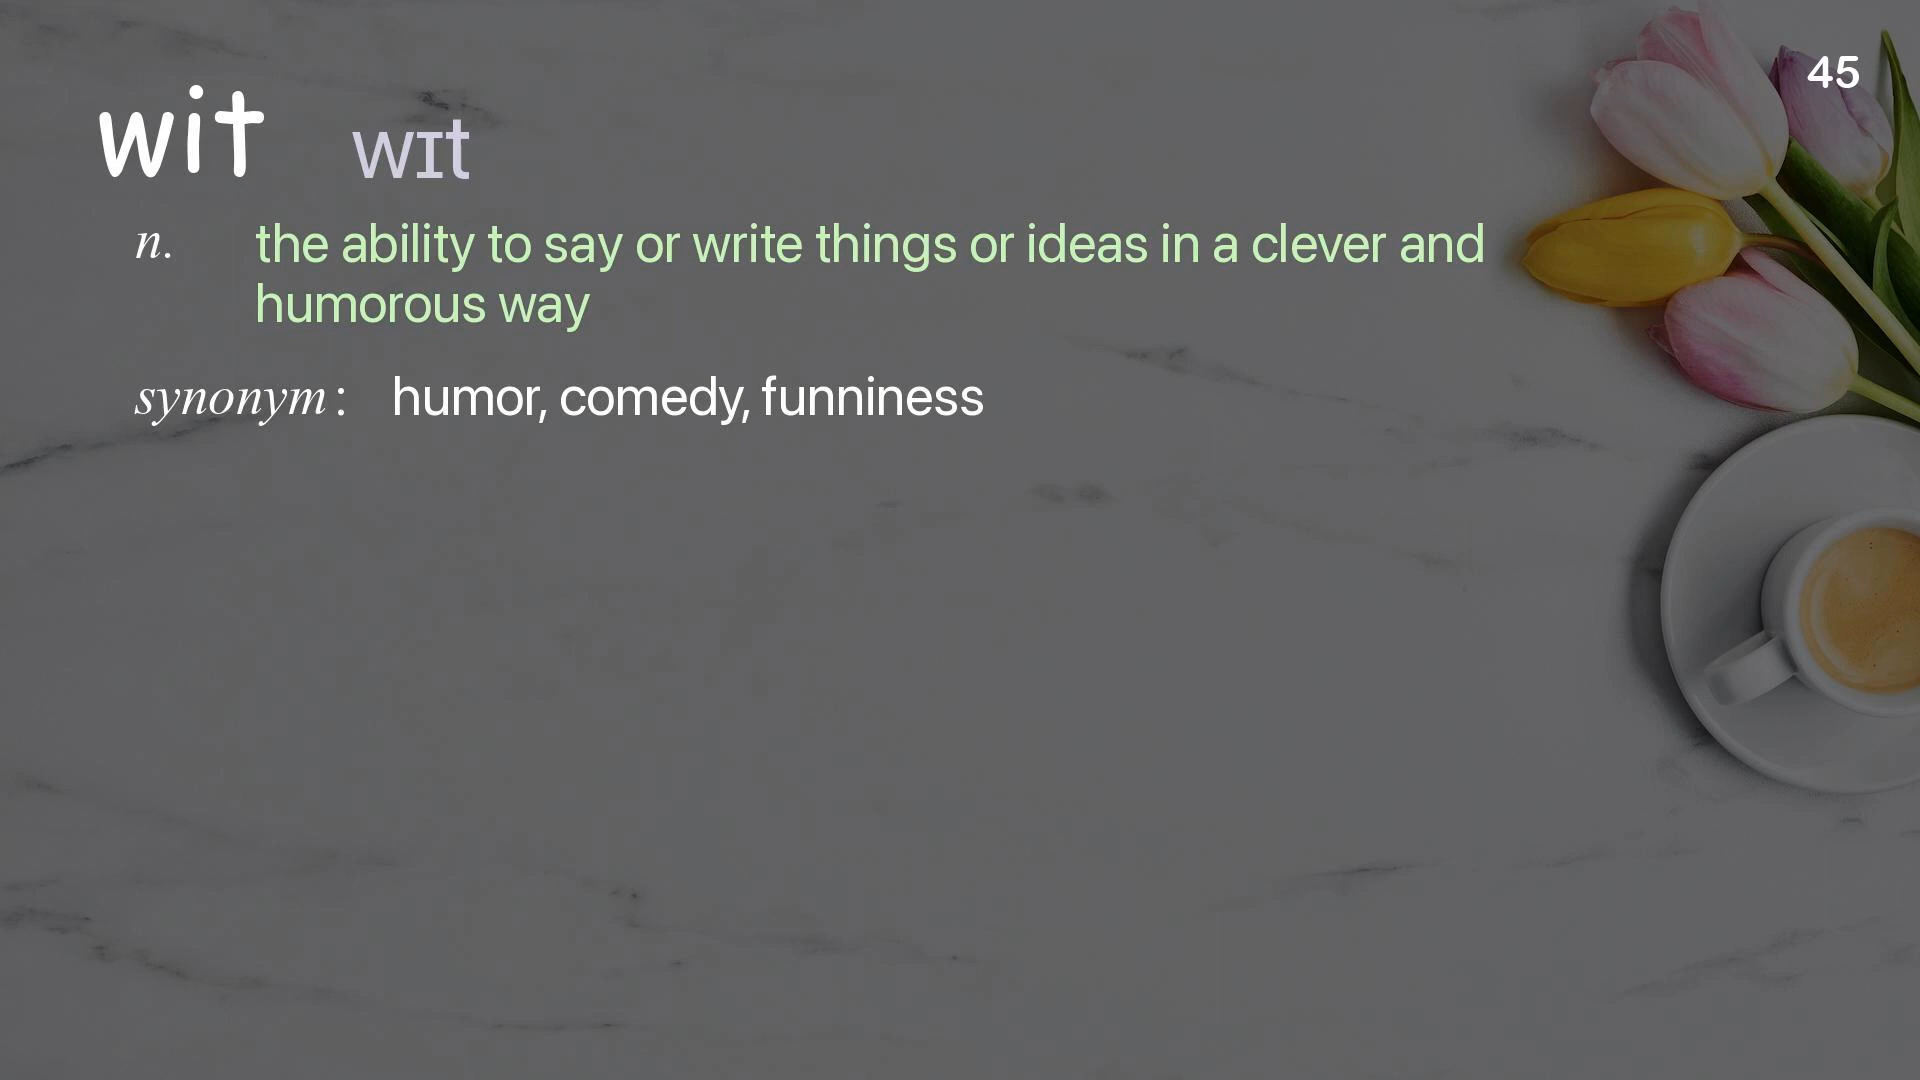 45
wit wɪt
n. the ability to say or write things or ideas in a clever and
humorous way
synonym : humor, comedy, funniness